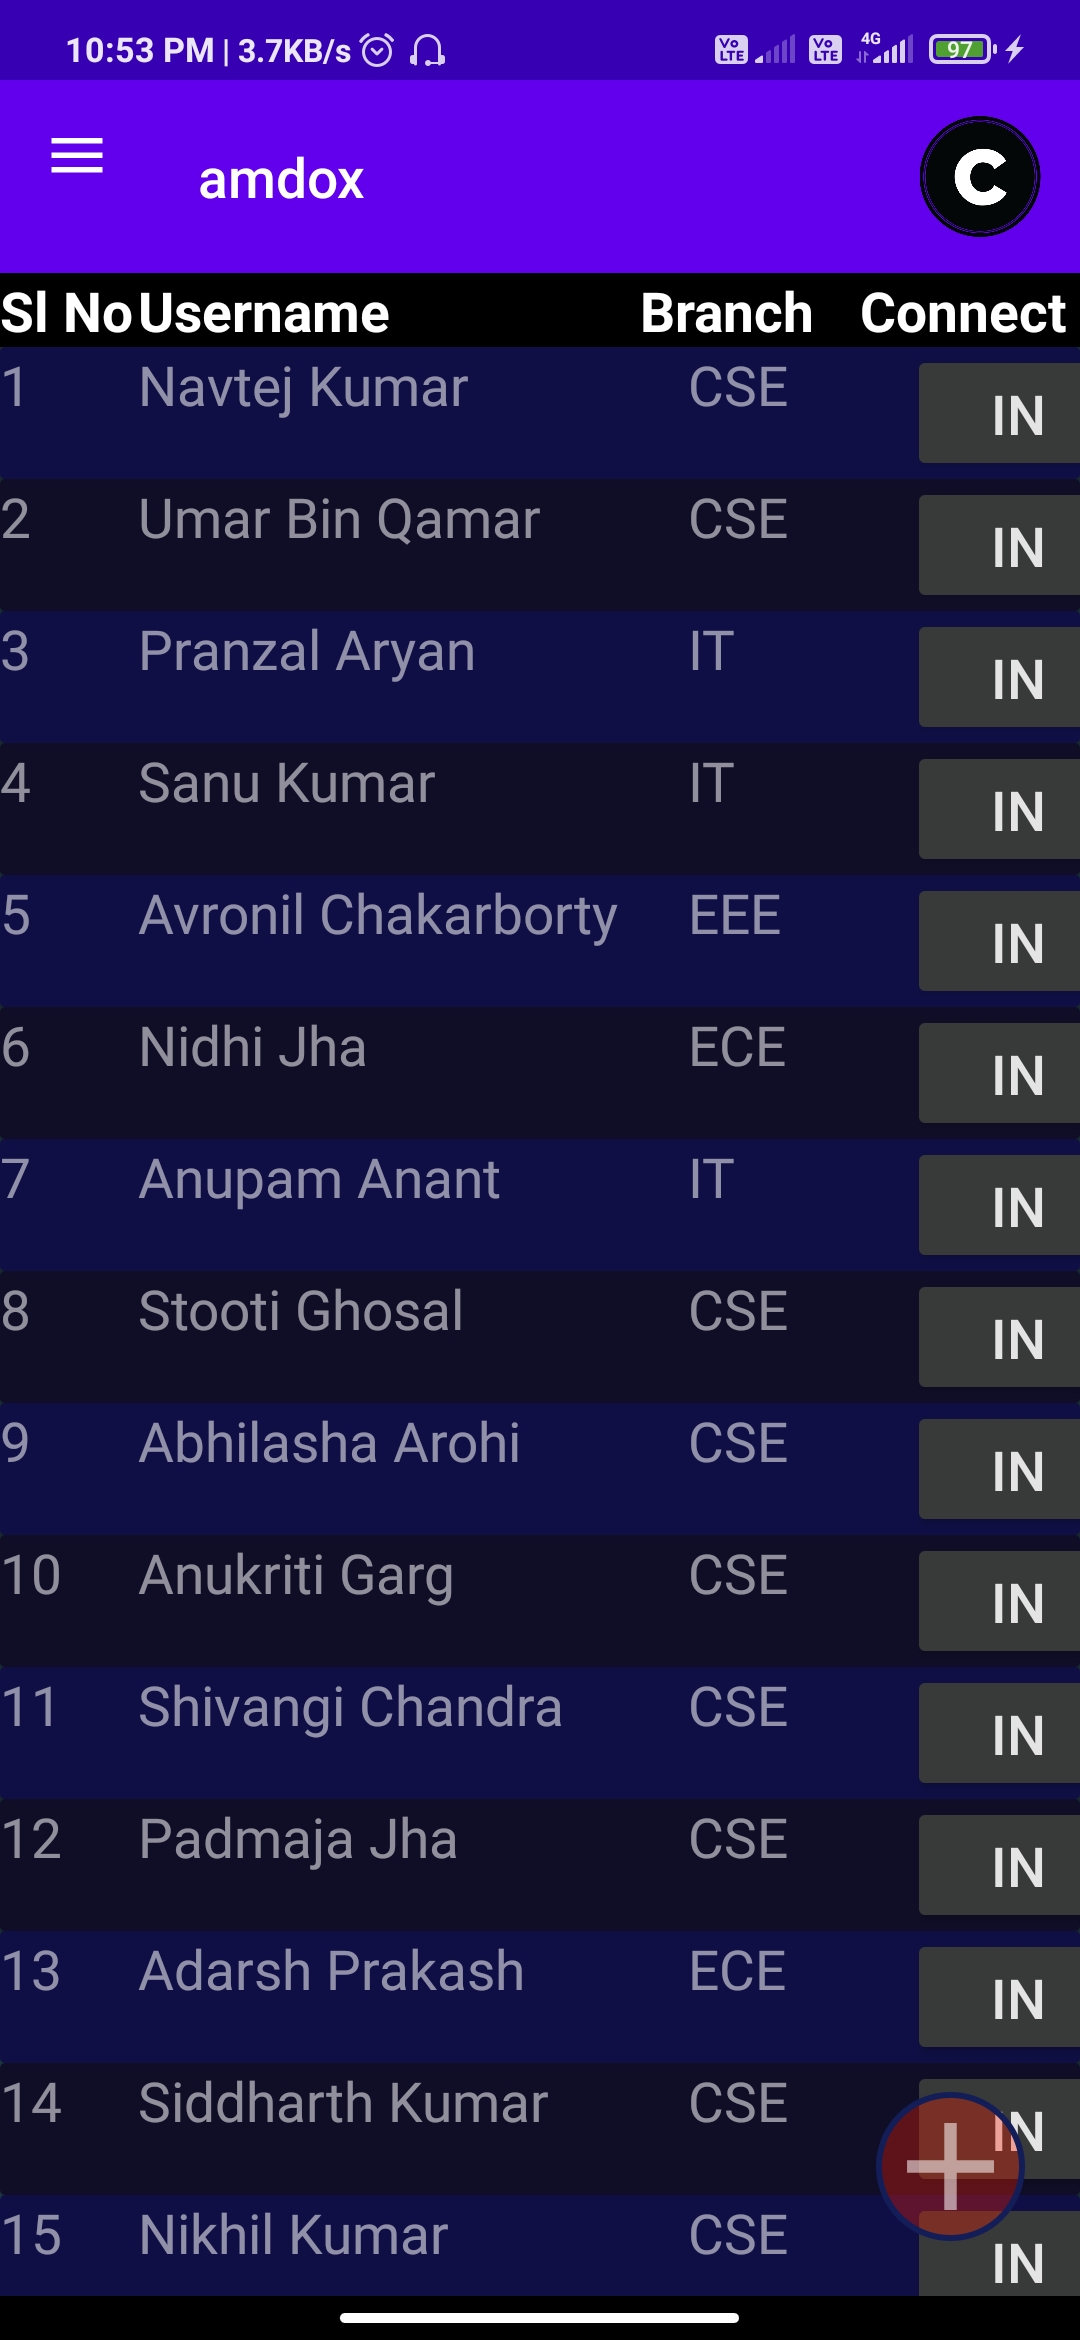 10:53 PM | 3.7KB/s Vo LTE Vo LTE 4G 97
amdox C
Sl No Username Branch Connect
1 Navtej Kumar CSE IN
2 Umar Bin Qamar CSE IN
3 Pranzal Aryan IT IN
4 Sanu Kumar IT IN
5 Avronil Chakarborty EEE IN
6 Nidhi Jha ECE IN
7 Anupam Anant IT IN
8 Stooti Ghosal CSE IN
9 Abhilasha Arohi CSE IN
10 Anukriti Garg CSE IN
11 Shivangi Chandra CSE IN
12 Padmaja Jha CSE IN
13 Adarsh Prakash ECE IN
14 Siddharth Kumar CSE IN
15 Nikhil Kumar CSE IN